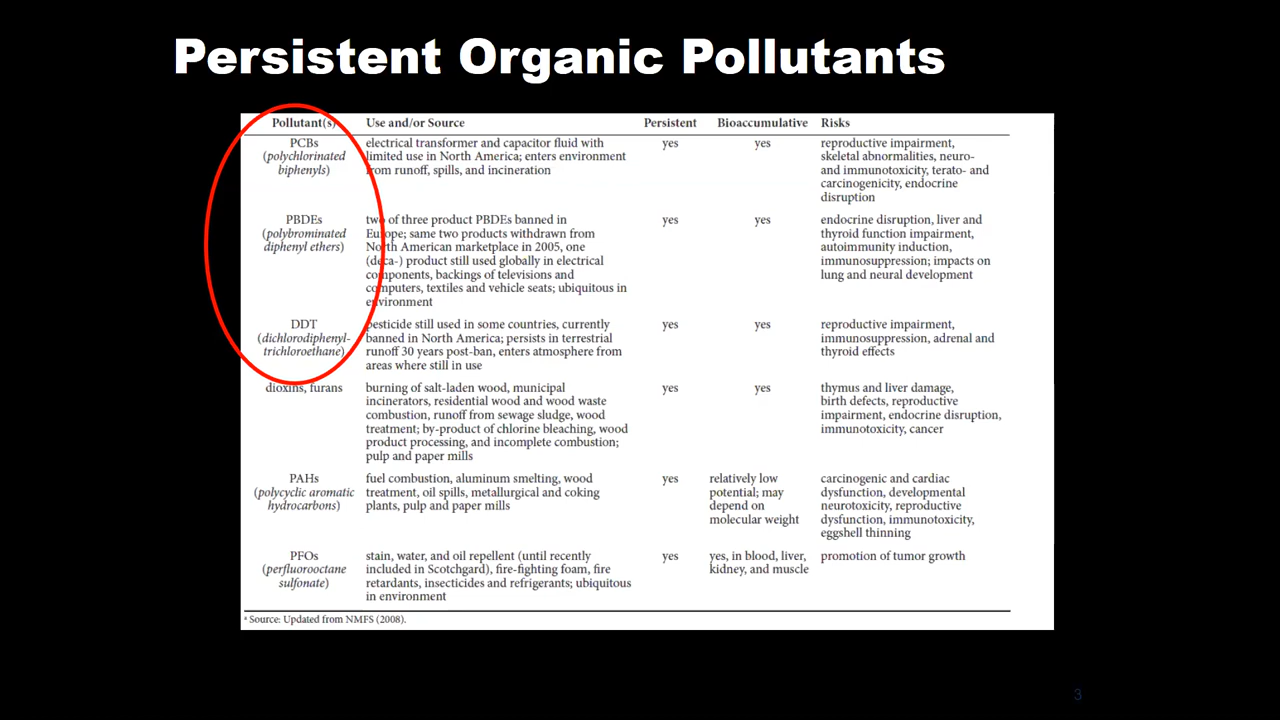 Persistent Organic Pollutants
Pollutant(s) Use and/or Source Persistent Bioaccumulative Risks
PCBs electrical transformer and capacitor fluid with yes yes reproductive impairment,
(polychlorinated limited use in North America; enters environment skeletal abnormalities, neuro-
biphenyls) from runoff, spills, and incineration and immunotoxicity, terato- and
carcinogenicity, endocrine
disruption
PBDEs two of three product PBDEs banned in yes yes endocrine disruption, liver and
(polybrominated Europe; same two products withdrawn from thyroid function impairment,
diphenyl ethers) North American marketplace in 2005, one autoimmunity induction,
(deca-) product still used globally in electrical immunosuppression; impacts on
components, backings of televisions and lung and neural development
computers, textiles and vehicle seats; ubiquitous in
environment
DDT pesticide still used in some countries, currently yes yes reproductive impairment,
(dichlorodiphenyl- banned in North America; persists in terrestrial immunosuppression, adrenal and
trichloroethane) runoff 30 years post-ban, enters atmosphere from thyroid effects
areas where still in use
dioxins, furans burning of salt-laden wood, municipal yes yes thymus and liver damage,
incinerators, residential wood and wood waste birth defects, reproductive
combustion, runoff from sewage sludge, wood impairment, endocrine disruption,
treatment; by-product of chlorine bleaching, wood immunotoxicity, cancer
product processing, and incomplete combustion;
pulp and paper mills
PAHs fuel combustion, aluminum smelting, wood yes relatively low carcinogenic and cardiac
(polycyclic aromatic treatment, oil spills, metallurgical and coking potential; may dysfunction, developmental
hydrocarbons) plants, pulp and paper mills depend on neurotoxicity, reproductive
molecular weight dysfunction, immunotoxicity,
eggshell thinning
PFOs stain, water, and oil repellent (until recently yes yes, in blood, liver, promotion of tumor growth
(perfluorooctane included in Scotchgard), fire-fighting foam, fire kidney, and muscle
sulfonate) retardants, insecticides and refrigerants; ubiquitous
in environment
a Source: Updated from NMFS (2008).
3